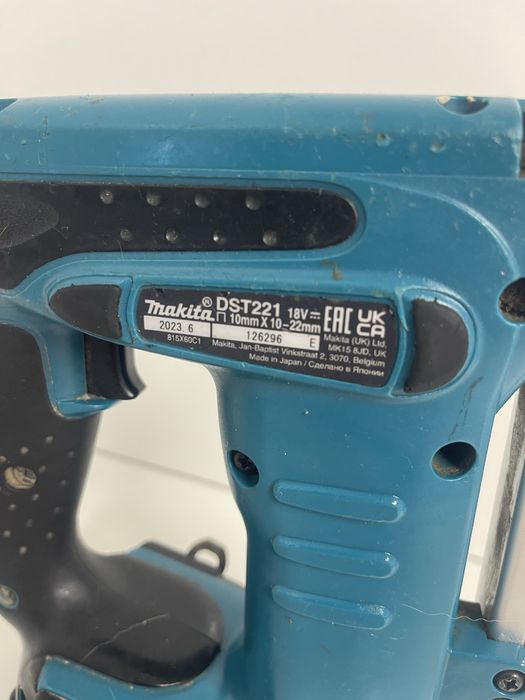 makita® DST221 18V⎓ EAC UK CA
⊓ 10mm X 10-22mm
2023. 6 126296 E
815X60C1
Makita (UK) Ltd,
MK15 8JD, UK
Makita, Jan-Baptist Vinkstraat 2, 3070, Belgium
Made in Japan / Сделано в Японии